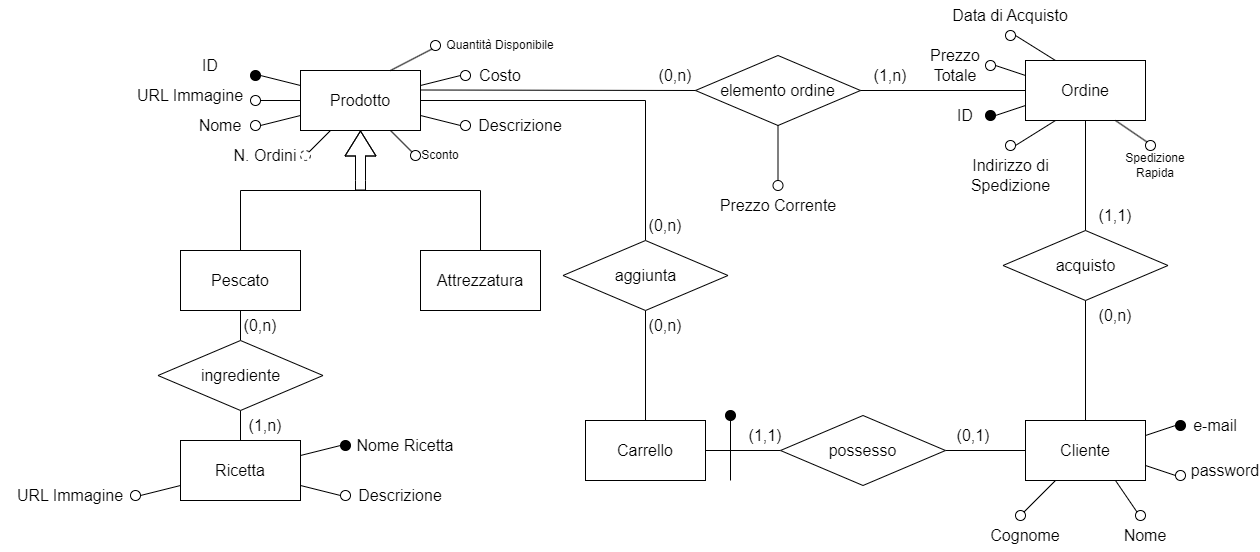 Data di Acquisto
Quantità Disponibile
Prezzo
Totale
ID
Costo
(0,n)
(1,n)
URL Immagine
Prodotto
elemento ordine
Ordine
ID
Nome
Descrizione
N. Ordini
Sconto
Indirizzo di
Spedizione
Spedizione
Rapida
Prezzo Corrente
(0,n)
(1,1)
Pescato
Attrezzatura
aggiunta
acquisto
(0,n)
(0,n)
(0,n)
ingrediente
(1,n)
Nome Ricetta
(1,1)
(0,1)
e-mail
Ricetta
Carrello
possesso
Cliente
password
URL Immagine
Descrizione
Cognome
Nome